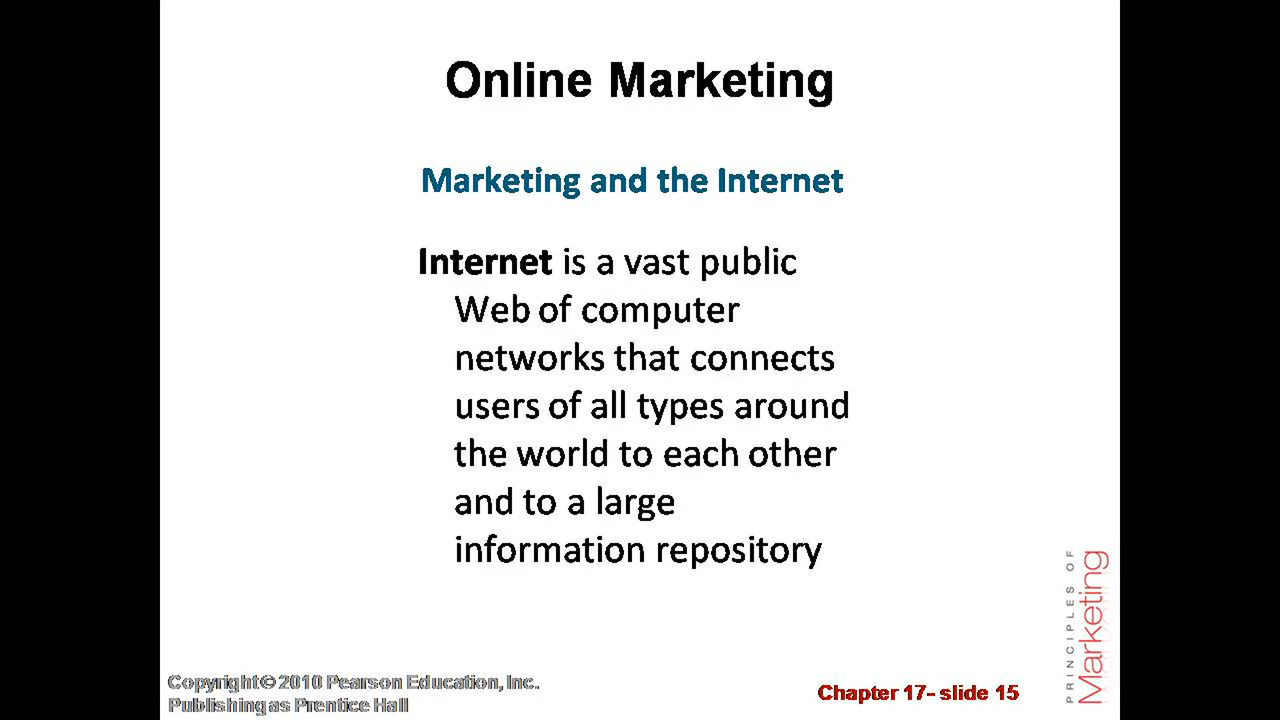 Online Marketing
Marketing and the Internet
Internet is a vast public
Web of computer
networks that connects
users of all types around
the world to each other
and to a large
information repository
PRINCIPLES OF
Marketing
Copyright © 2010 Pearson Education, Inc.
Publishing as Prentice Hall
Chapter 17- slide 15